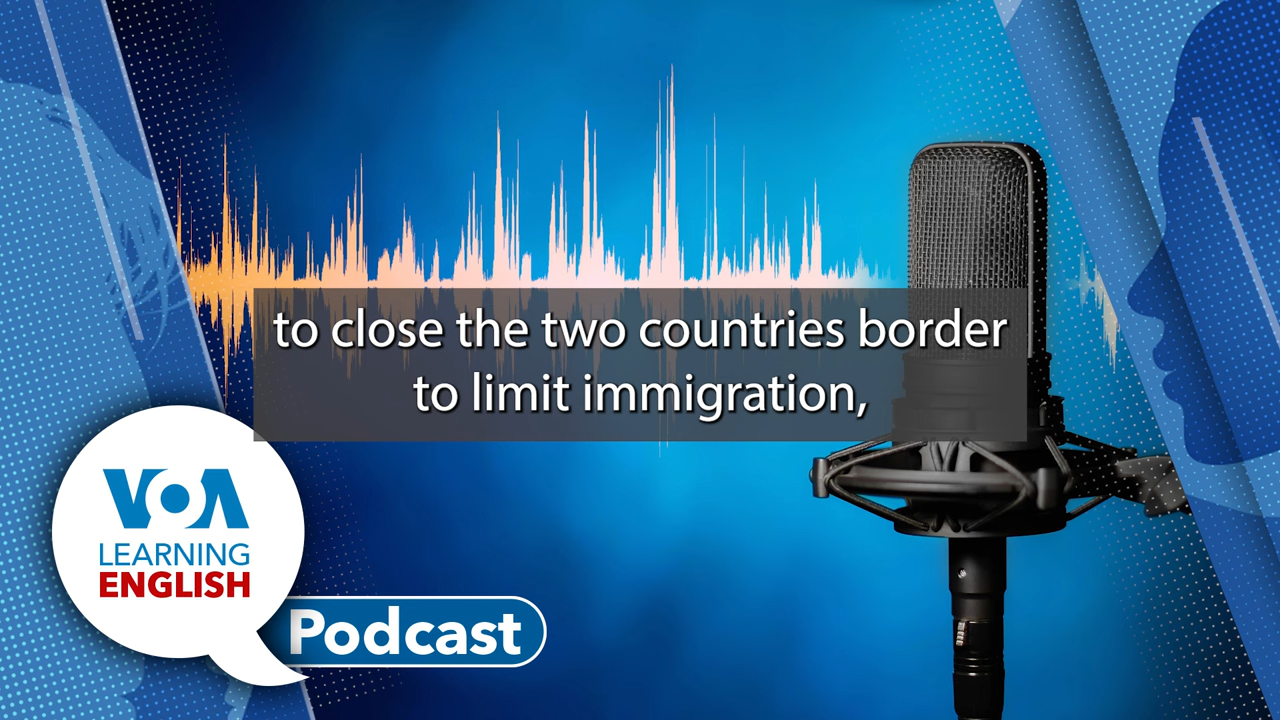 to close the two countries border
to limit immigration,
VOA
LEARNING
ENGLISH
Podcast